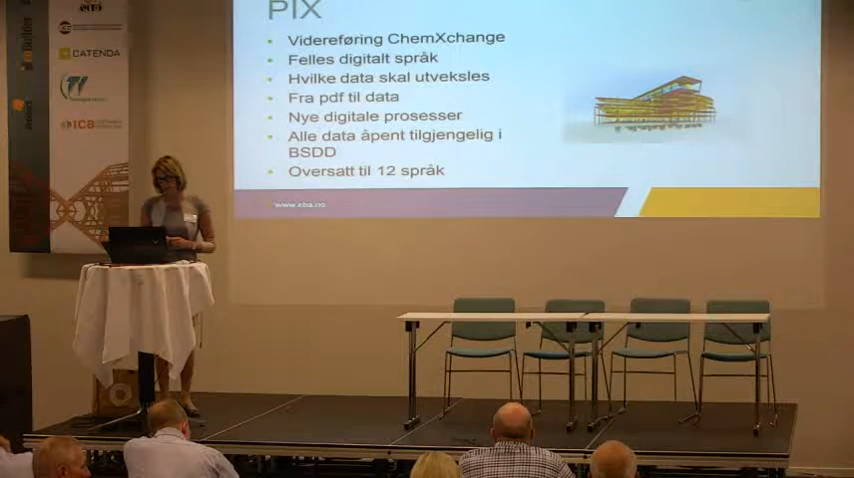 PIX
• Videreføring ChemXchange
• Felles digitalt språk
• Hvilke data skal utveksles
• Fra pdf til data
• Nye digitale prosesser
• Alle data åpent tilgjengelig i
BSDD
• Oversatt til 12 språk
www.eba.no
CATENDA
ICB